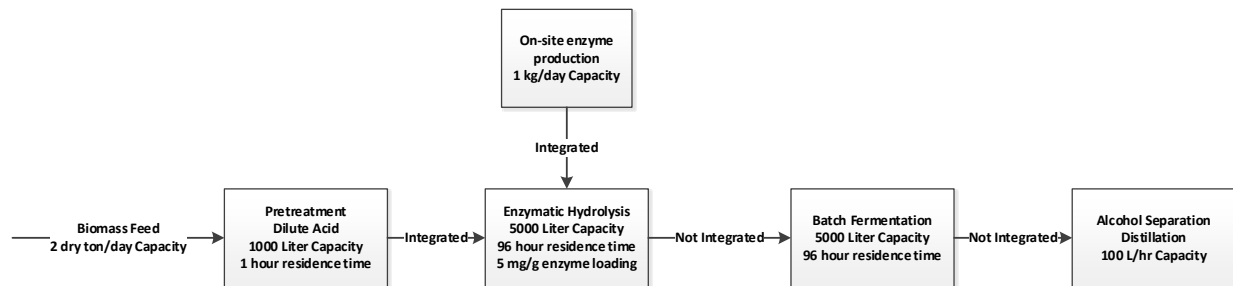 On-site enzyme
production
1 kg/day Capacity
Integrated
Biomass Feed
2 dry ton/day Capacity
Pretreatment
Dilute Acid
1000 Liter Capacity
1 hour residence time
Integrated
Enzymatic Hydrolysis
5000 Liter Capacity
96 hour residence time
5 mg/g enzyme loading
Not Integrated
Batch Fermentation
5000 Liter Capacity
96 hour residence time
Not Integrated
Alcohol Separation
Distillation
100 L/hr Capacity